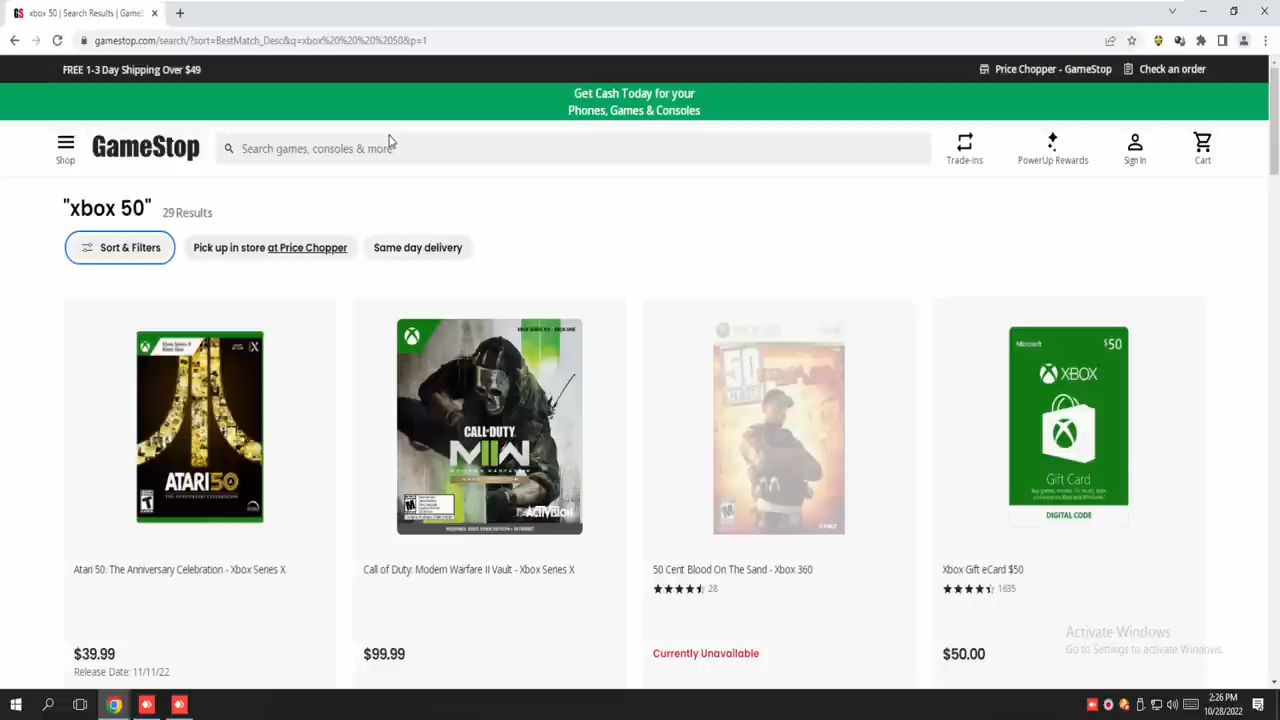 xbox 50 | Search Results | Game
gamestop.com/search/?sort=BestMatch_Desc&q=xbox%20%20%20%2050&p=1
FREE 1-3 Day Shipping Over $49
Price Chopper - GameStop
Check an order
Get Cash Today for your
Phones, Games & Consoles
Shop
GameStop
Search games, consoles & more
Trade-Ins
PowerUp Rewards
Sign In
Cart
"xbox 50"
29 Results
Sort & Filters
Pick up in store at Price Chopper
Same day delivery
ATARI50
CALL OF DUTY
ACTIVISION
50
Microsoft
$50
XBOX
Gift Card
DIGITAL CODE
Atari 50: The Anniversary Celebration - Xbox Series X
Call of Duty: Modern Warfare II Vault - Xbox Series X
50 Cent Blood On The Sand - Xbox 360
Xbox Gift eCard $50
28
1635
$39.99
$99.99
Currently Unavailable
$50.00
Release Date: 11/11/22
Activate Windows
Go to Settings to activate Windows.
2:26 PM
10/28/2022